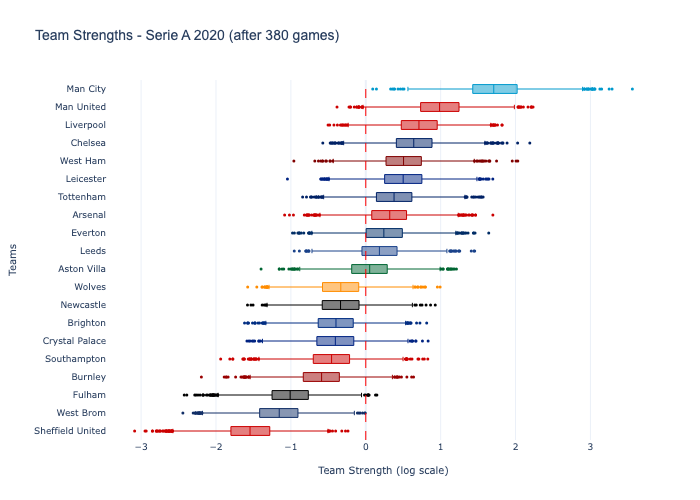 Team Strengths - Serie A 2020 (after 380 games)
Man City
Man United
Liverpool
Chelsea
West Ham
Leicester
Tottenham
Arsenal
Everton
Leeds
Aston Villa
Wolves
Newcastle
Brighton
Crystal Palace
Southampton
Burnley
Fulham
West Brom
Sheffield United
Teams
−3 −2 −1 0 1 2 3
Team Strength (log scale)